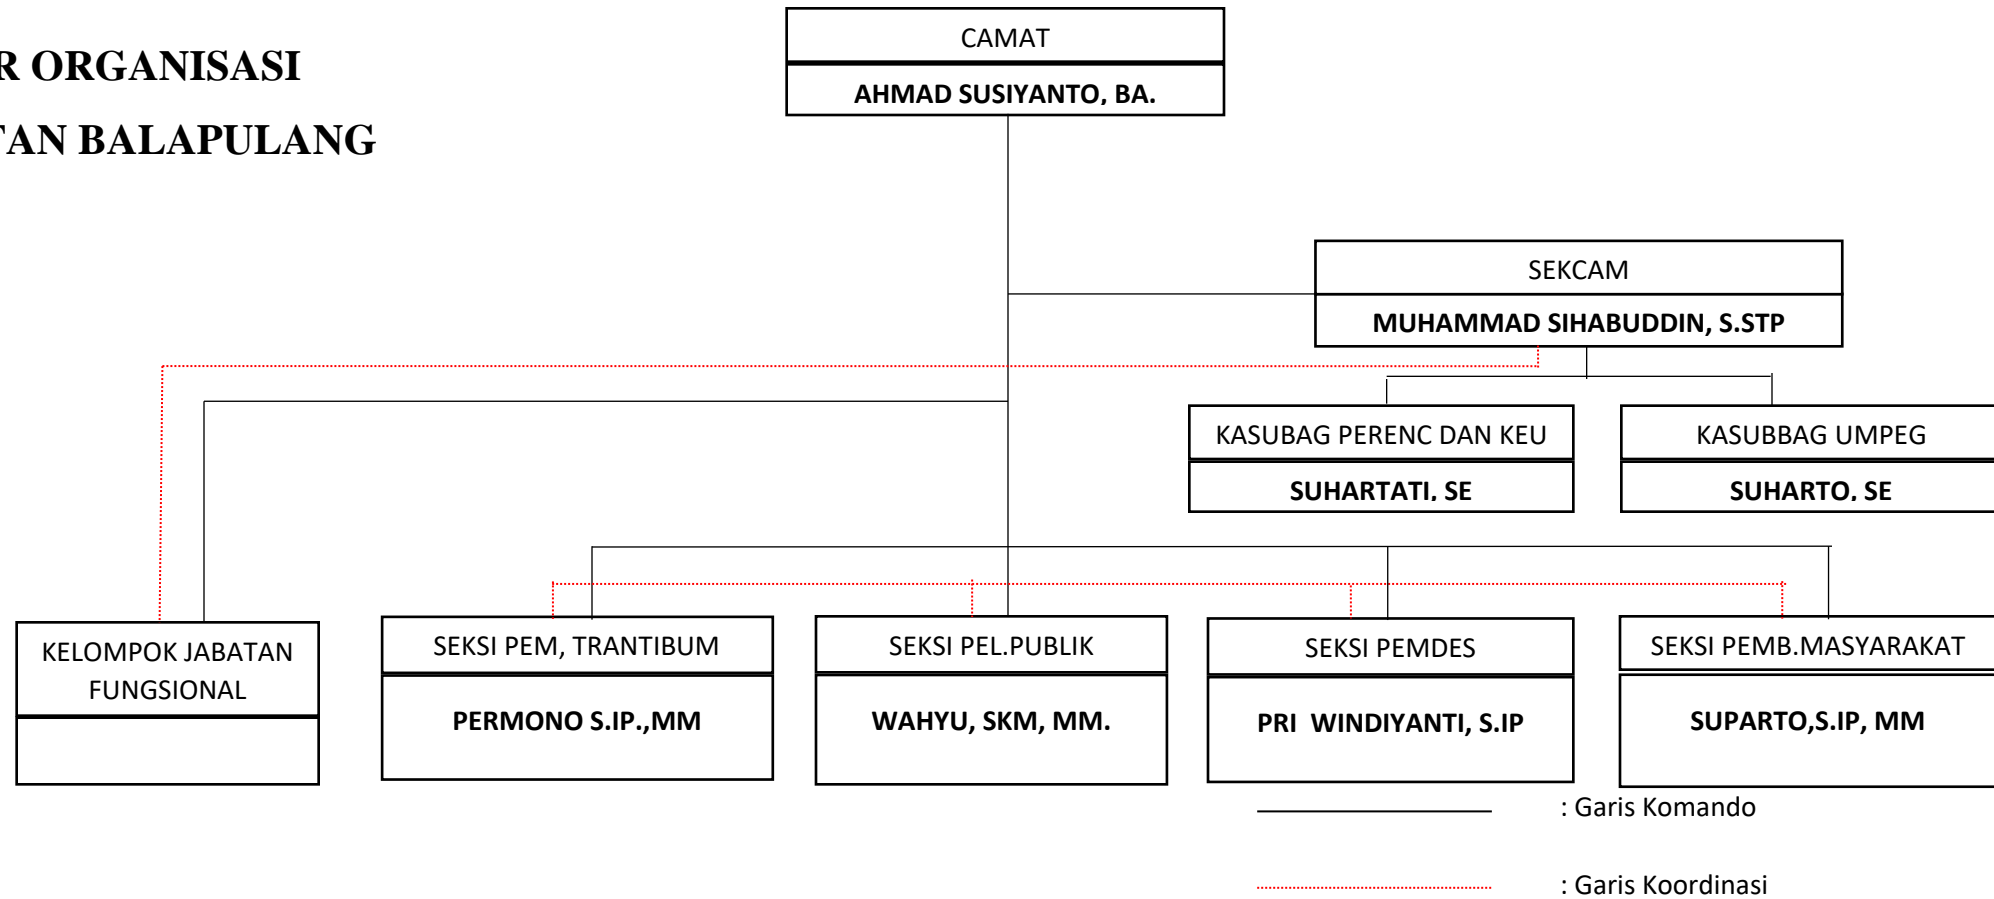 R ORGANISASI
TAN BALAPULANG
CAMAT
AHMAD SUSIYANTO, BA.
SEKCAM
MUHAMMAD SIHABUDDIN, S.STP
KASUBAG PERENC DAN KEU
SUHARTATI, SE
KASUBBAG UMPEG
SUHARTO, SE
KELOMPOK JABATAN
FUNGSIONAL
SEKSI PEM, TRANTIBUM
PERMONO S.IP.,MM
SEKSI PEL.PUBLIK
WAHYU, SKM, MM.
SEKSI PEMDES
PRI  WINDIYANTI, S.IP
SEKSI PEMB.MASYARAKAT
SUPARTO,S.IP, MM
: Garis Komando
: Garis Koordinasi